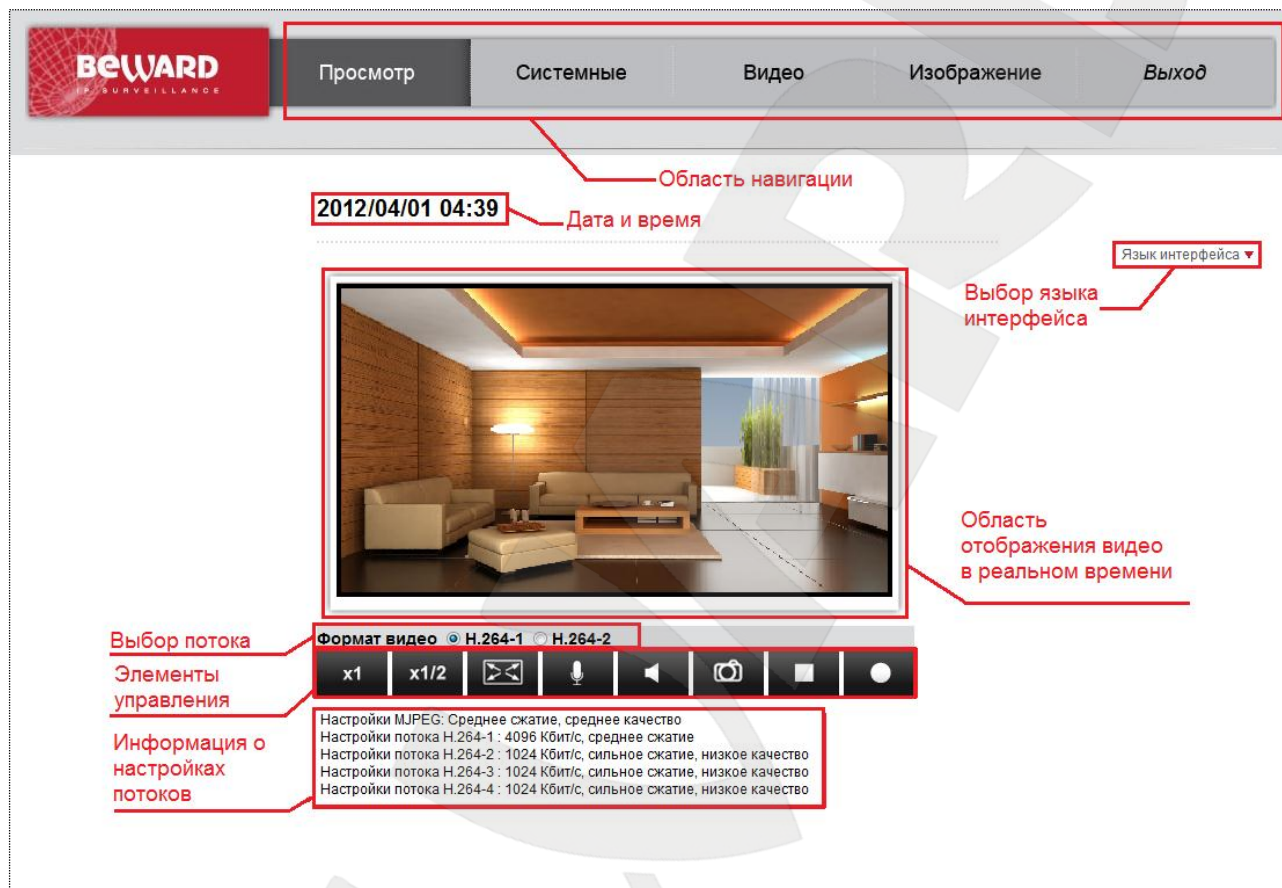 BEWARD
IP SURVEILLANCE
Просмотр
Системные
Видео
Изображение
Выход
Область навигации
2012/04/01 04:39
Дата и время
Язык интерфейса
Выбор языка
интерфейса
Область
отображения видео
в реальном времени
Выбор потока
Формат видео H.264-1 H.264-2
Элементы
управления
x1
x1/2
Информация о
настройках
потоков
Настройки MJPEG: Среднее сжатие, среднее качество
Настройки потока H.264-1 : 4096 Кбит/с, среднее сжатие
Настройки потока H.264-2 : 1024 Кбит/с, сильное сжатие, низкое качество
Настройки потока H.264-3 : 1024 Кбит/с, сильное сжатие, низкое качество
Настройки потока H.264-4 : 1024 Кбит/с, сильное сжатие, низкое качество